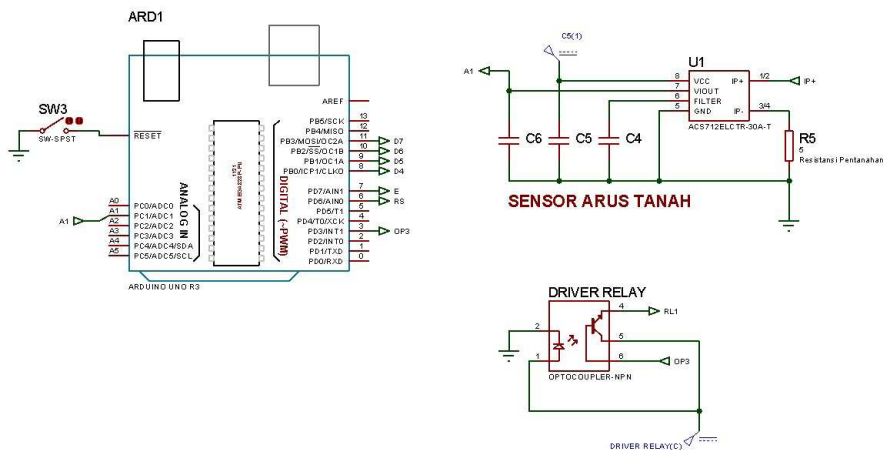 ARD1
SW3
SW-SPST
RESET
AREF
PB5/SCK 13
PB4/MISO 12
PB3/MOSI/OC2A 11 D7
PB2/SS/OC1B 10 D6
PB1/OC1A 9 D5
PB0/ICP1/CLKO 8 D4
PD7/AIN1 7 E
PD6/AIN0 6 RS
PD5/T1 5
PD4/T0/XCK 4
PD3/INT1 3 OP3
PD2/INT0 2
PD1/TXD 1
PD0/RXD 0
A1
A0 PC0/ADC0
A1 PC1/ADC1
A2 PC2/ADC2
A3 PC3/ADC3
A4 PC4/ADC4/SDA
A5 PC5/ADC5/SCL
ANALOG IN
DIGITAL (~PWM)
ARDUINO UNO R3
C5(1)
A1
U1
8 VCC IP+ 1/2 IP+
7 VIOUT
6 FILTER IP- 3/4
5 GND
ACS712ELCTR-30A-T
C6
C5
C4
R5
5
Resistansi Pentanahan
SENSOR ARUS TANAH
DRIVER RELAY
4 RL1
2
5
1
6 OP3
OPTOCOUPLER-NPN
DRIVER RELAY(C)